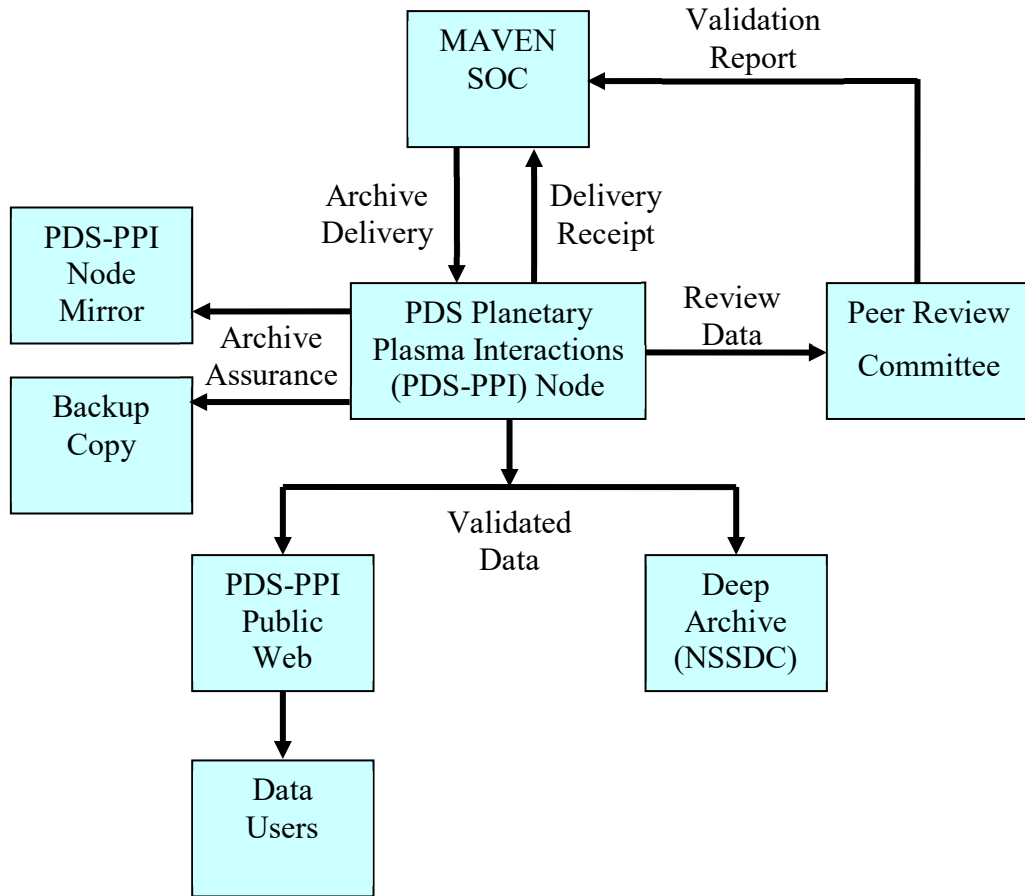 MAVEN
SOC
Validation
Report
Archive
Delivery
Delivery
Receipt
PDS-PPI
Node
Mirror
PDS Planetary
Plasma Interactions
(PDS-PPI) Node
Review
Data
Peer Review
Committee
Archive
Assurance
Backup
Copy
Validated
Data
PDS-PPI
Public
Web
Deep
Archive
(NSSDC)
Data
Users